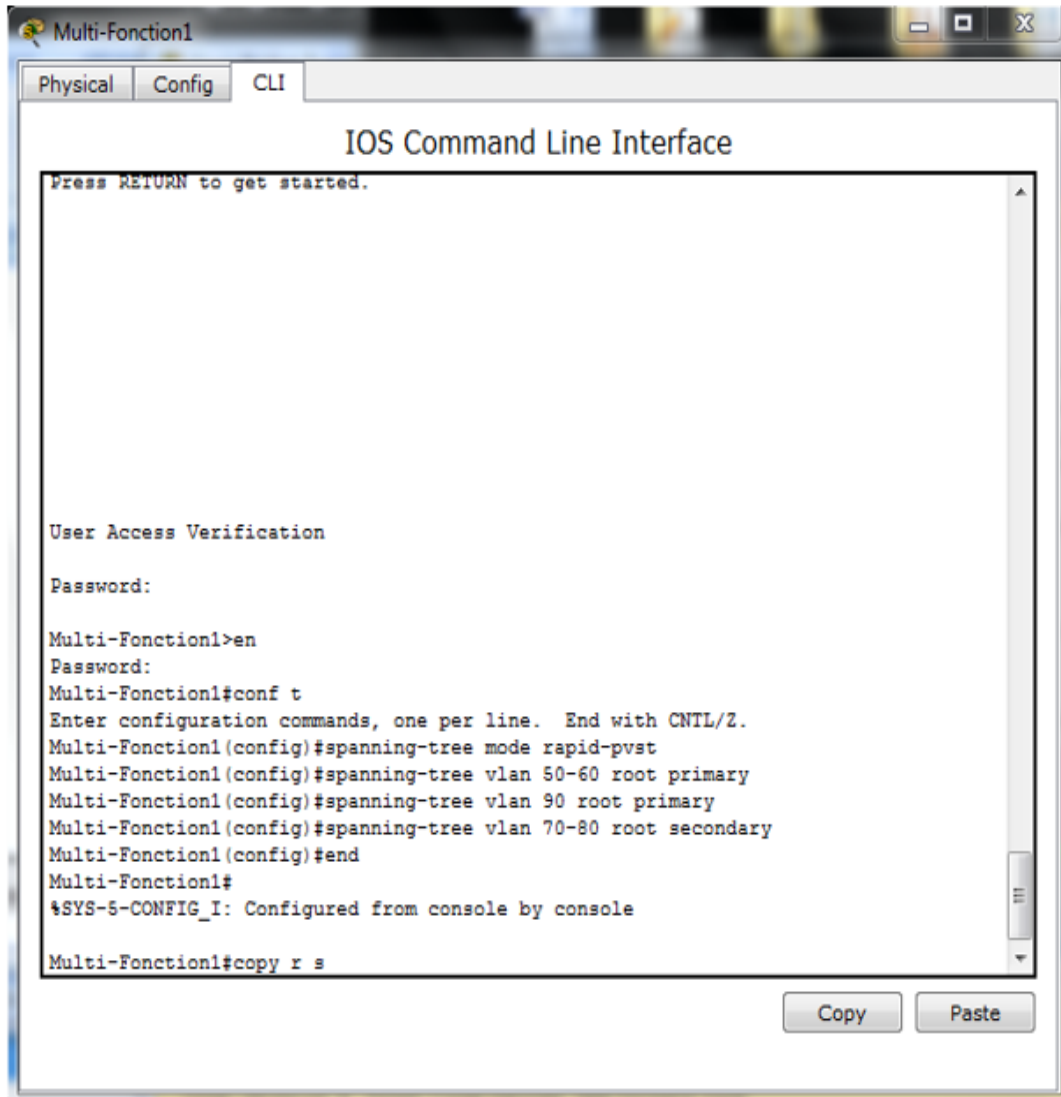 Multi-Fonction1
Physical Config CLI
IOS Command Line Interface
Press RETURN to get started.
User Access Verification
Password:
Multi-Fonction1>en
Password:
Multi-Fonction1#conf t
Enter configuration commands, one per line.  End with CNTL/Z.
Multi-Fonction1(config)#spanning-tree mode rapid-pvst
Multi-Fonction1(config)#spanning-tree vlan 50-60 root primary
Multi-Fonction1(config)#spanning-tree vlan 90 root primary
Multi-Fonction1(config)#spanning-tree vlan 70-80 root secondary
Multi-Fonction1(config)#end
Multi-Fonction1#
%SYS-5-CONFIG_I: Configured from console by console
Multi-Fonction1#copy r s
Copy Paste